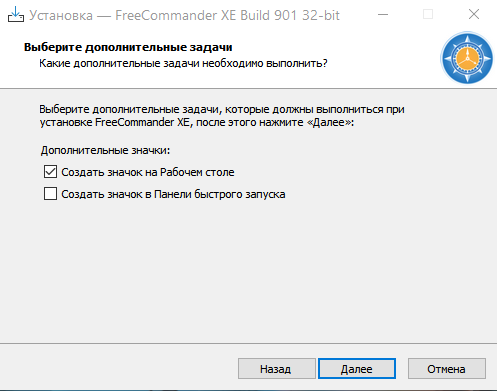 Установка — FreeCommander XE Build 901 32-bit
Выберите дополнительные задачи
Какие дополнительные задачи необходимо выполнить?
Выберите дополнительные задачи, которые должны выполниться при
установке FreeCommander XE, после этого нажмите «Далее»:
Дополнительные значки:
Создать значок на Рабочем столе
Создать значок в Панели быстрого запуска
Назад
Далее
Отмена